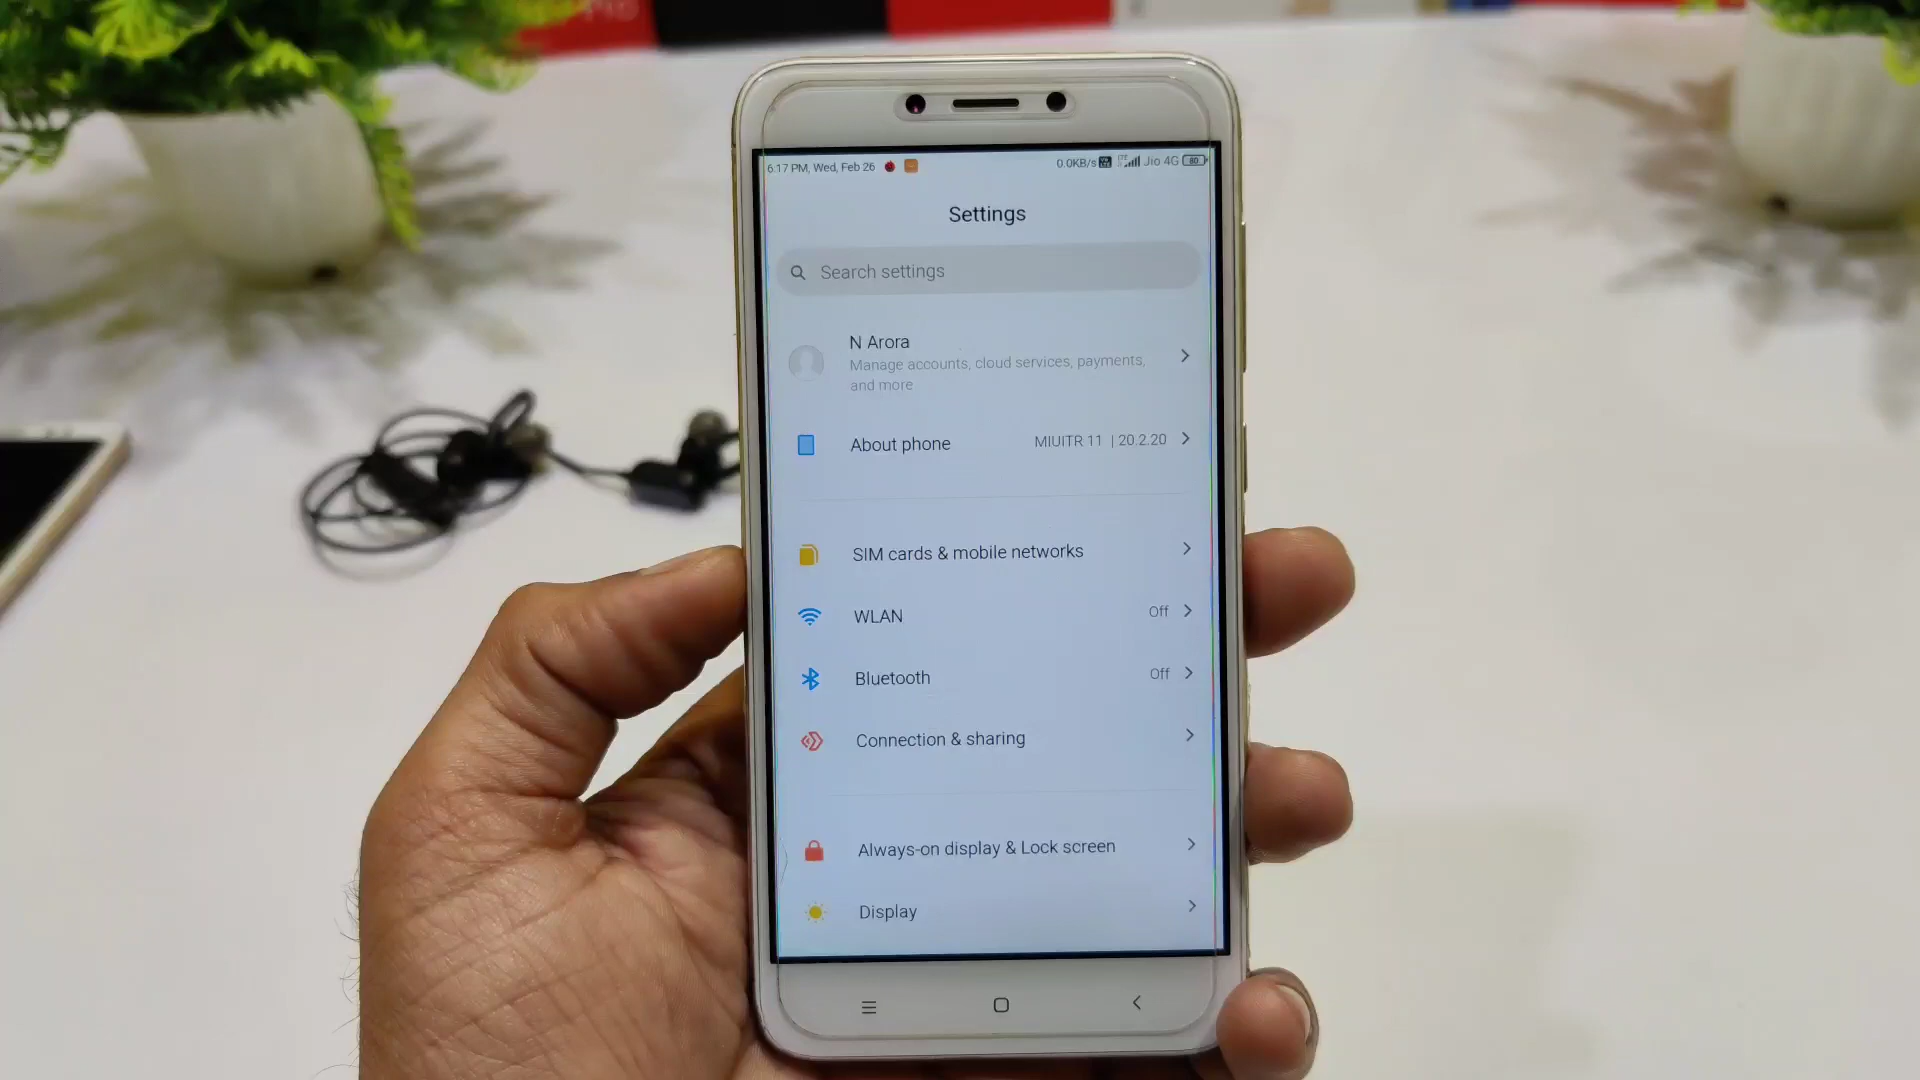 6:17 PM, Wed, Feb 26 0.0KB/s Jio 4G 80
Settings
Search settings
N Arora
Manage accounts, cloud services, payments,
and more
About phone MIUITR 11 | 20.2.20
SIM cards & mobile networks
WLAN Off
Bluetooth Off
Connection & sharing
Always-on display & Lock screen
Display